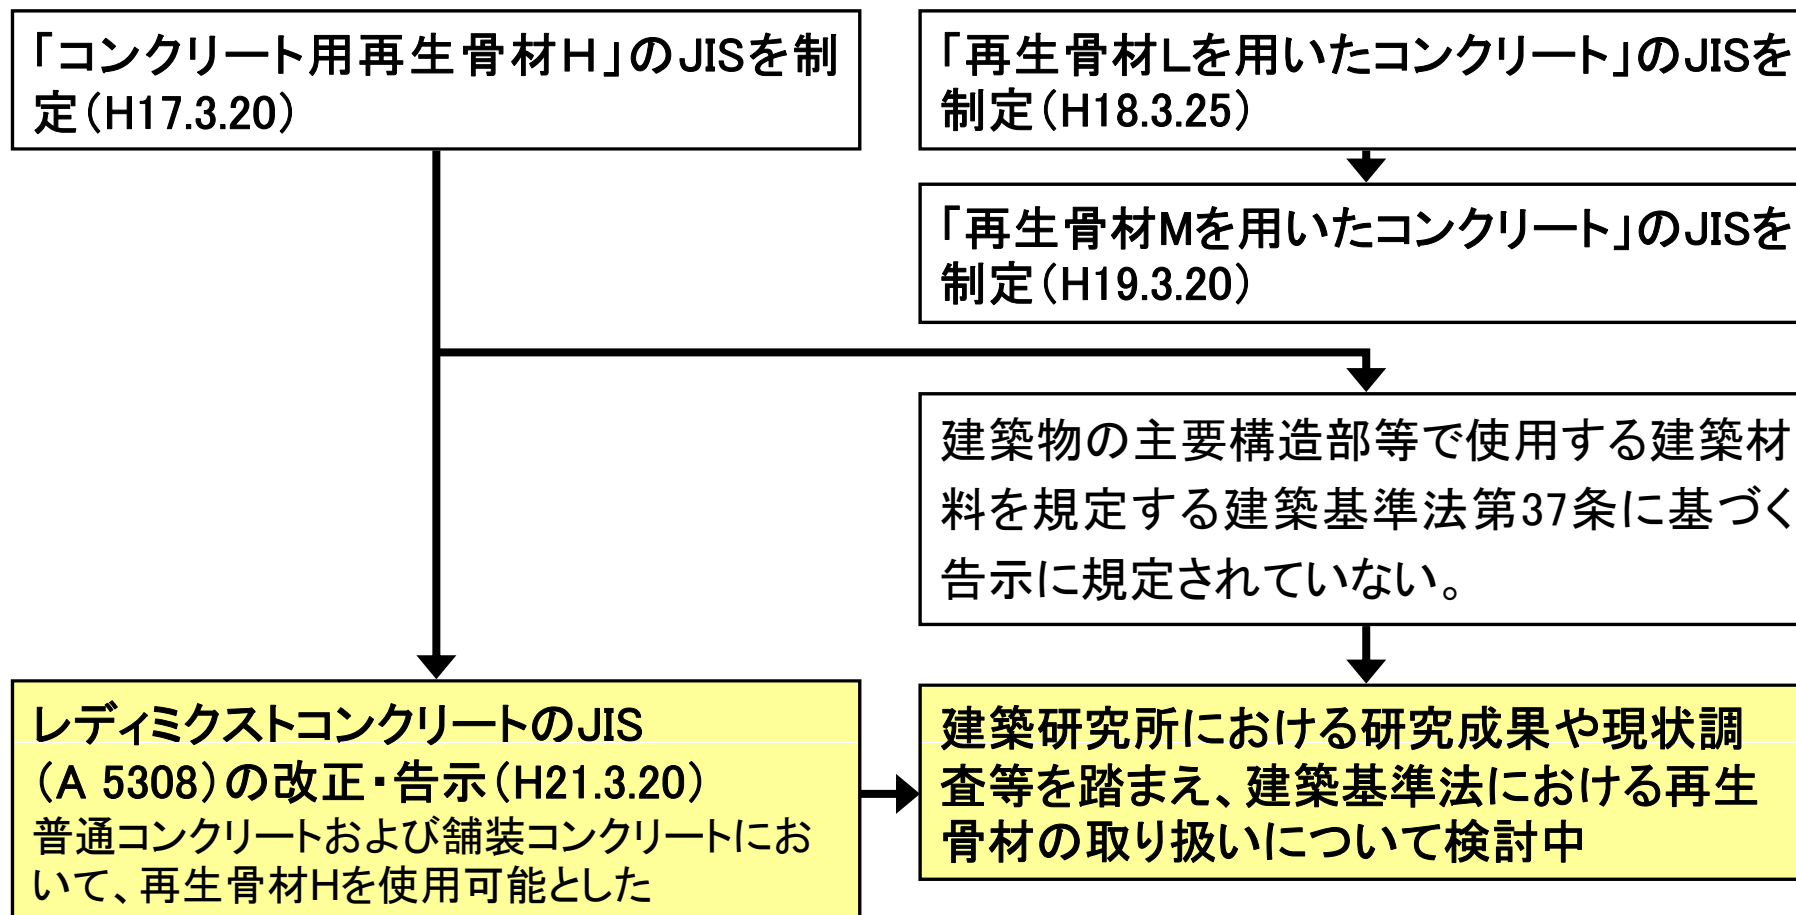 「コンクリート用再生骨材H」のJISを制
定(H17.3.20)
「再生骨材Lを用いたコンクリート」のJISを
制定(H18.3.25)
「再生骨材Mを用いたコンクリート」のJISを
制定(H19.3.20)
建築物の主要構造部等で使用する建築材
料を規定する建築基準法第37条に基づく
告示に規定されていない。
レディミクストコンクリートのJIS
(A 5308)の改正・告示(H21.3.20)
普通コンクリートおよび舗装コンクリートにお
いて、再生骨材Hを使用可能とした
建築研究所における研究成果や現状調
査等を踏まえ、建築基準法における再生
骨材の取り扱いについて検討中